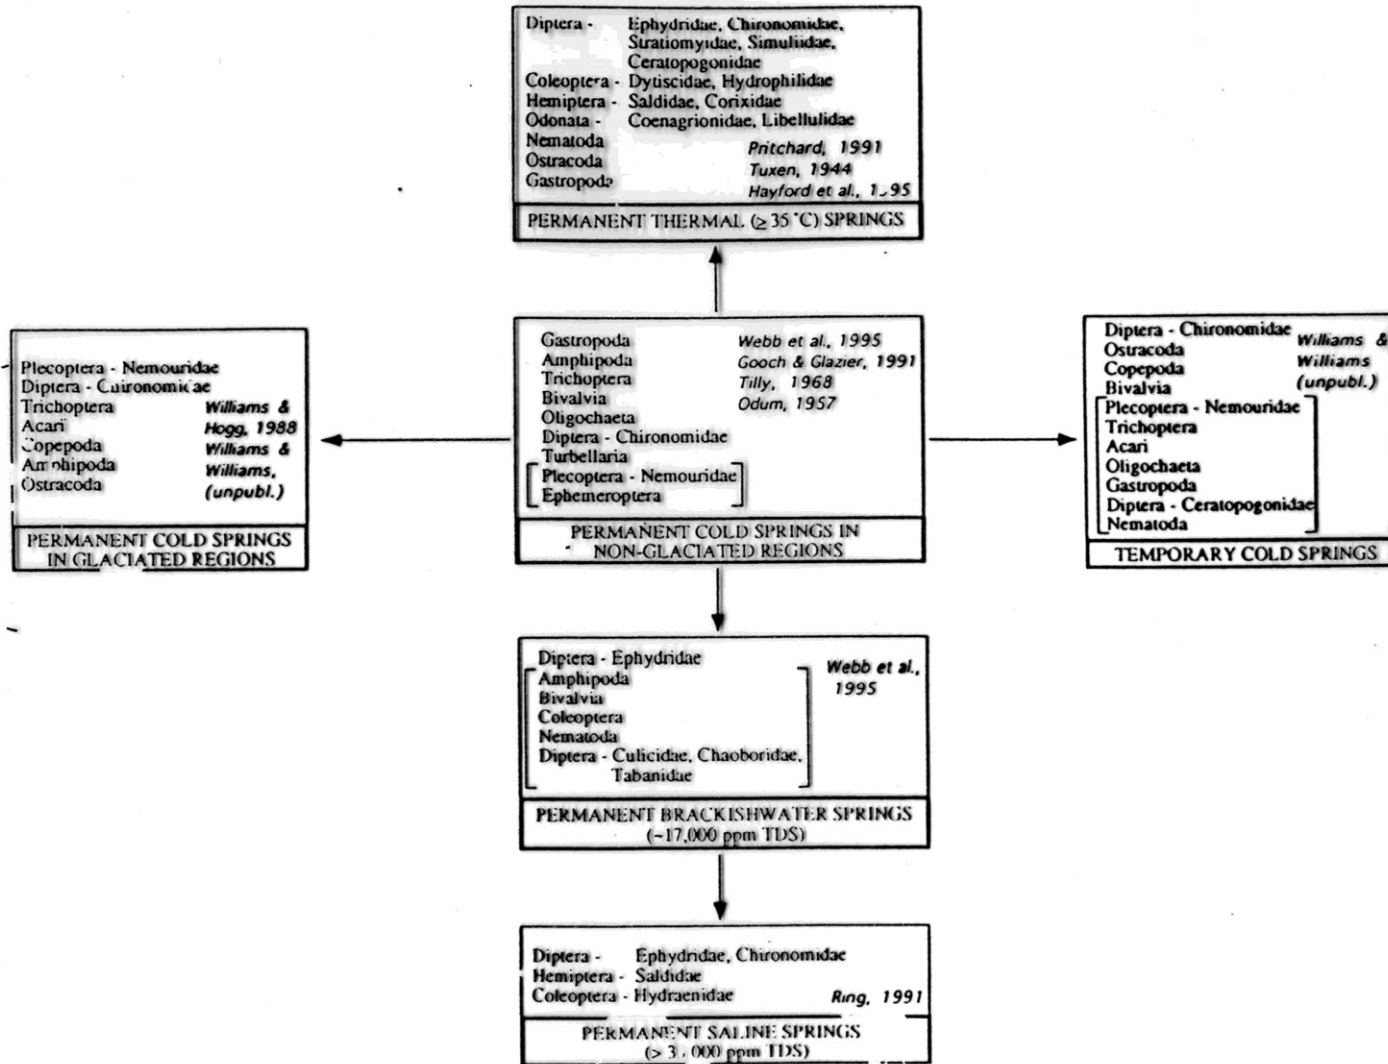 Diptera - Ephydridae, Chironomidae,
Stratiomyidae, Simuliidae,
Ceratopogonidae
Coleoptera - Dytiscidae, Hydrophilidae
Hemiptera - Saldidae, Corixidae
Odonata - Coenagrionidae, Libellulidae
Nematoda
Ostracoda
Gastropoda
Pritchard, 1991
Tuxen, 1944
Hayford et al.,
PERMANENT THERMAL (≥ 35 °C) SPRINGS
Plecoptera - Nemouridae
Diptera -
Trichoptera
Acari
Copepoda
Amphipoda
Ostracoda
Williams &
Hogg, 1988
Williams &
Williams,
(unpubl.)
PERMANENT COLD SPRINGS
IN GLACIATED REGIONS
Gastropoda
Amphipoda
Trichoptera
Bivalvia
Oligochaeta
Diptera - Chironomidae
Turbellaria
[Plecoptera - Nemouridae
Ephemeroptera]
Webb et al., 1995
Gooch & Glazier, 1991
Tilly, 1968
Odum, 1957
PERMANENT COLD SPRINGS IN
NON-GLACIATED REGIONS
Diptera - Chironomidae
Ostracoda
Copepoda
Bivalvia
[Plecoptera - Nemouridae
Trichoptera
Acari
Oligochaeta
Gastropoda
Diptera - Ceratopogonidae
Nematoda]
Williams &
Williams
(unpubl.)
TEMPORARY COLD SPRINGS
Diptera - Ephydridae
[Amphipoda
Bivalvia
Coleoptera
Nematoda
Diptera - Culicidae, Chaoboridae,
Tabanidae]
Webb et al.,
1995
PERMANENT BRACKISHWATER SPRINGS
(~17,000 ppm TDS)
Diptera - Ephydridae, Chironomidae
Hemiptera - Saldidae
Coleoptera - Hydraenidae
Ring, 1991
PERMANENT SALINE SPRINGS
ppm TDS)